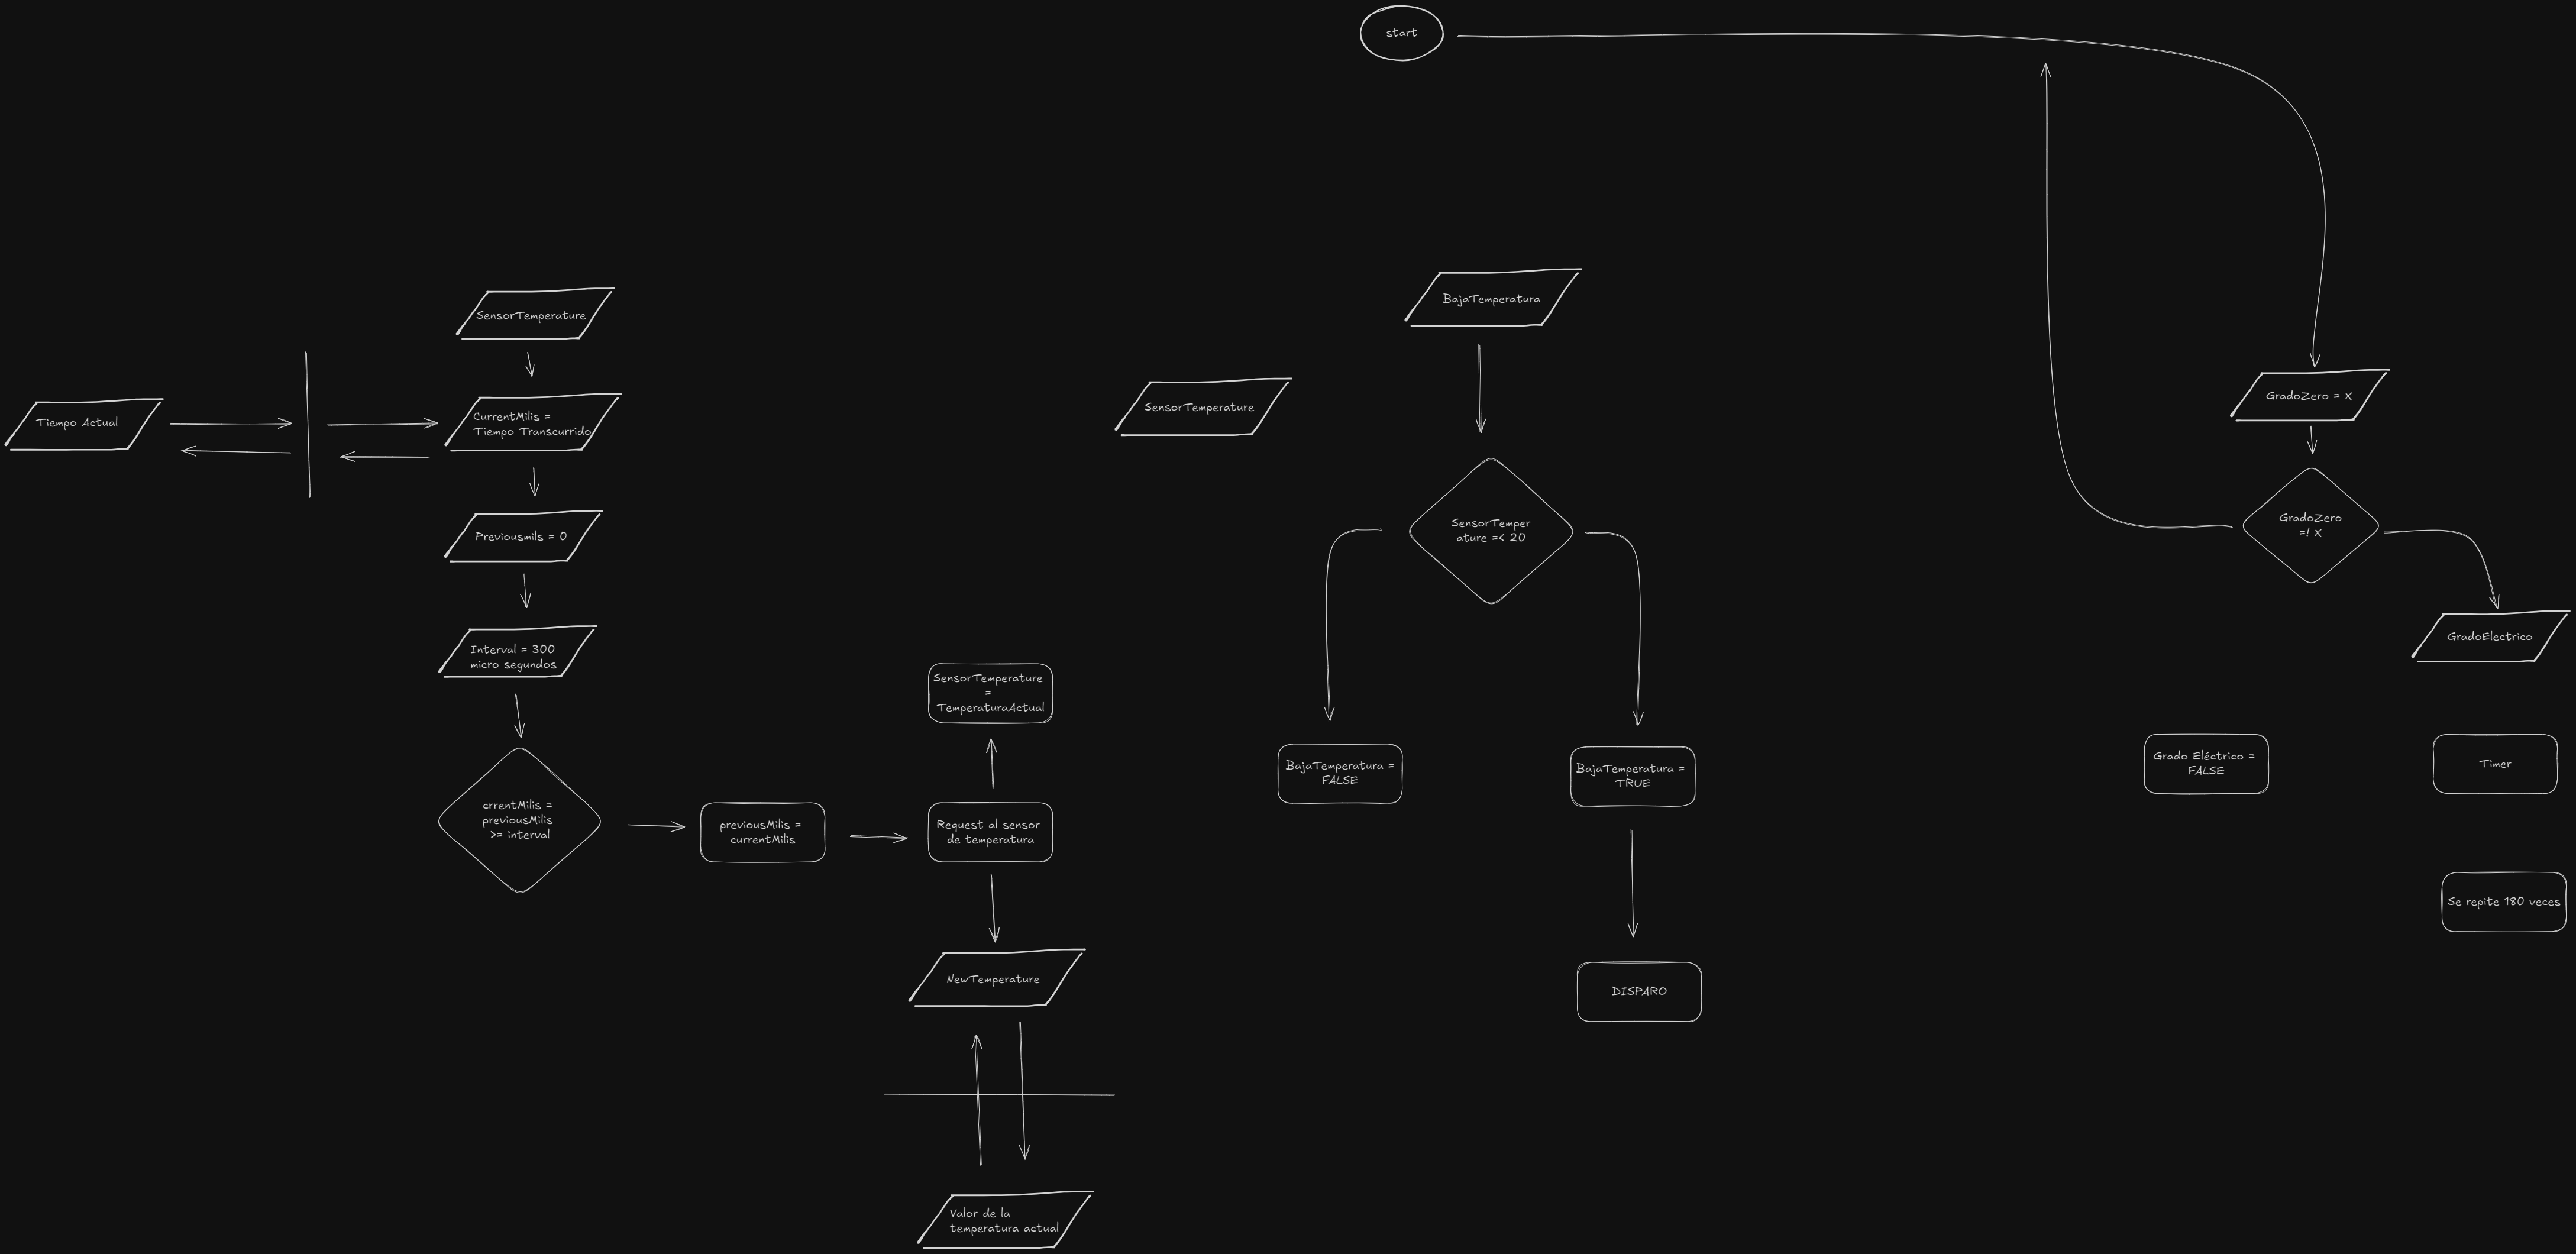 start
SensorTemperature
Tiempo Actual
CurrentMilis =
Tiempo Transcurrido
Previousmils = 0
Interval = 300
micro segundos
crrentMilis =
previousMilis
>= interval
previousMilis =
currentMilis
SensorTemperature
=
TemperaturaActual
Request al sensor
de temperatura
NewTemperature
Valor de la
temperatura actual
BajaTemperatura
SensorTemperature
SensorTemper
ature =< 20
BajaTemperatura =
FALSE
BajaTemperatura =
TRUE
DISPARO
GradoZero = X
GradoZero
=! X
GradoElectrico
Grado Eléctrico =
FALSE
Timer
Se repite 180 veces